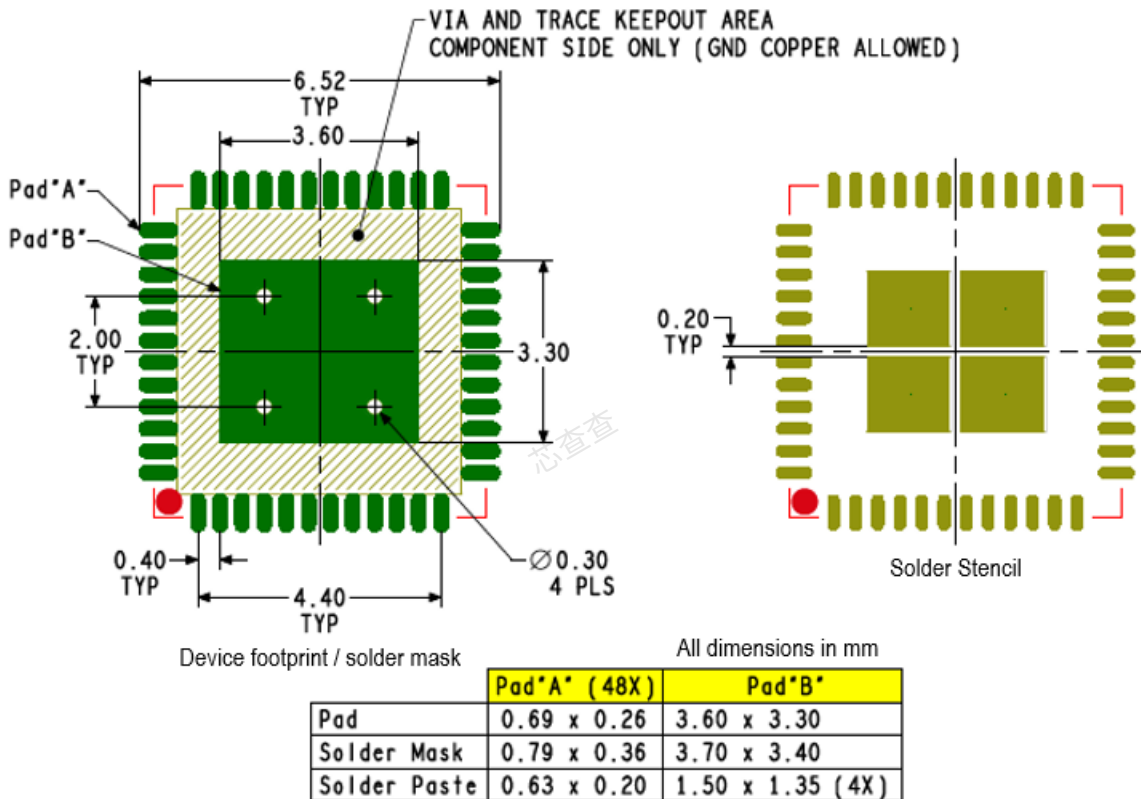 VIA AND TRACE KEEPOUT AREA
COMPONENT SIDE ONLY (GND COPPER ALLOWED)
6.52
TYP
3.60
Pad"A"
Pad"B"
2.00
TYP
3.30
0.20
TYP
芯查查
0.40
TYP
4.40
TYP
Ø0.30
4 PLS
Solder Stencil
Device footprint / solder mask
All dimensions in mm
Pad"A" (48X) Pad"B"
Pad 0.69 x 0.26 3.60 x 3.30
Solder Mask 0.79 x 0.36 3.70 x 3.40
Solder Paste 0.63 x 0.20 1.50 x 1.35 (4X)